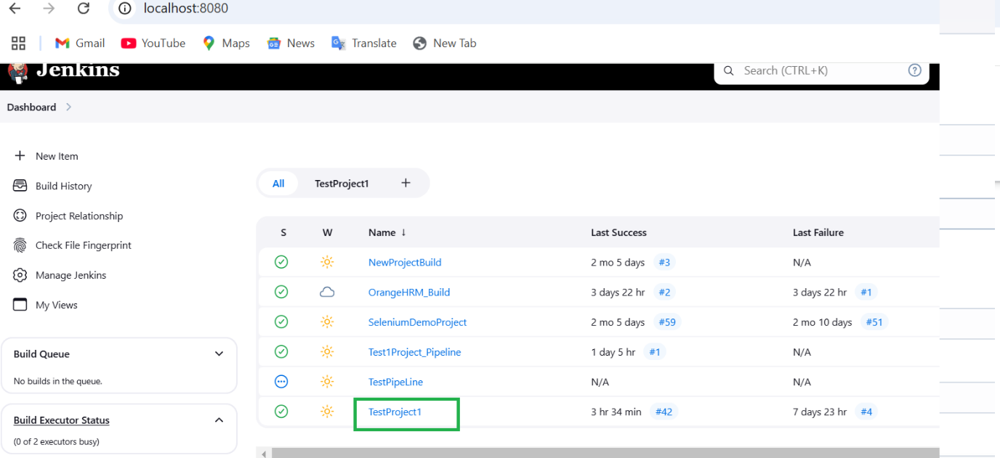 localhost:8080
Gmail YouTube Maps News Translate New Tab
Jenkins
Search (CTRL+K)
Dashboard
New Item
Build History
Project Relationship
Check File Fingerprint
Manage Jenkins
My Views
Build Queue
No builds in the queue.
Build Executor Status
(0 of 2 executors busy)
All TestProject1 +
S W Name ↓ Last Success Last Failure
NewProjectBuild 2 mo 5 days #3 N/A
OrangeHRM_Build 3 days 22 hr #2 3 days 22 hr #1
SeleniumDemoProject 2 mo 5 days #59 2 mo 10 days #51
Test1Project_Pipeline 1 day 5 hr #1 N/A
TestPipeLine N/A N/A
TestProject1 3 hr 34 min #42 7 days 23 hr #4